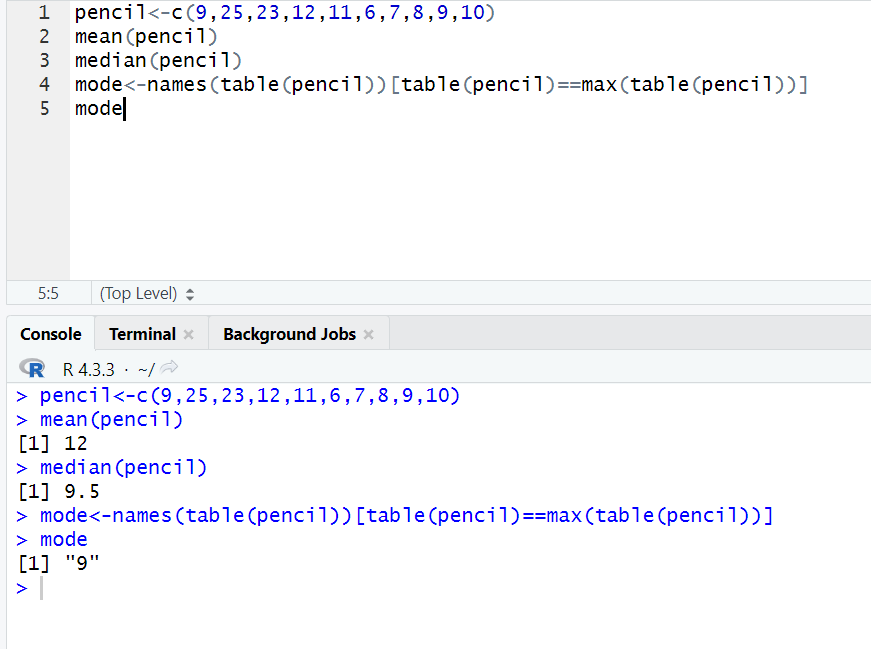 1 pencil<-c(9,25,23,12,11,6,7,8,9,10)
2 mean(pencil)
3 median(pencil)
4 mode<-names(table(pencil))[table(pencil)==max(table(pencil))]
5 mode
5:5 (Top Level)
Console Terminal Background Jobs
R R 4.3.3 · ~/
> pencil<-c(9,25,23,12,11,6,7,8,9,10)
> mean(pencil)
[1] 12
> median(pencil)
[1] 9.5
> mode<-names(table(pencil))[table(pencil)==max(table(pencil))]
> mode
[1] "9"
>